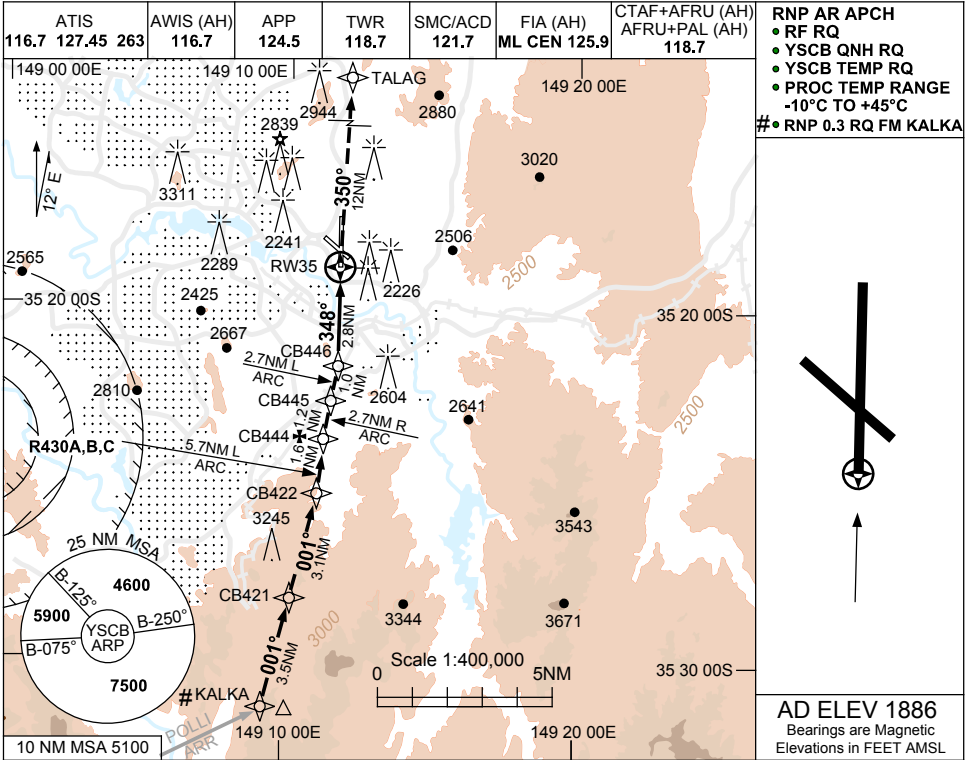 ATIS
116.7 127.45 263
AWIS (AH)
116.7
APP
124.5
TWR
118.7
SMC/ACD
121.7
FIA (AH)
ML CEN 125.9
CTAF+AFRU (AH)
AFRU+PAL (AH)
118.7
RNP AR APCH
• RF RQ
• YSCB QNH RQ
• YSCB TEMP RQ
• PROC TEMP RANGE
-10°C TO +45°C
# • RNP 0.3 RQ FM KALKA
149 00 00E
149 10 00E
149 20 00E
TALAG
2944
2880
2839
3020
3311
12° E
350°
12NM
2241
2289
2506
RW35
2226
2565
2500
35 20 00S
35 20 00S
2425
348°
2.8NM
2667
CB446
2.7NM L
ARC
1.0
NM
2604
2810
CB445
2.7NM R
ARC
2641
2500
1.2
NM
CB444
R430A,B,C
5.7NM L
ARC
1.6
NM
CB422
3245
3543
25 NM MSA
001°
3.1NM
B-125°
4600
5900
B-250°
YSCB
ARP
B-075°
7500
CB421
3344
3671
3000
001°
3.5NM
Scale 1:400,000
0
5NM
35 30 00S
# KALKA
POLLI
ARR
149 10 00E
149 20 00E
10 NM MSA 5100
AD ELEV 1886
Bearings are Magnetic
Elevations in FEET AMSL